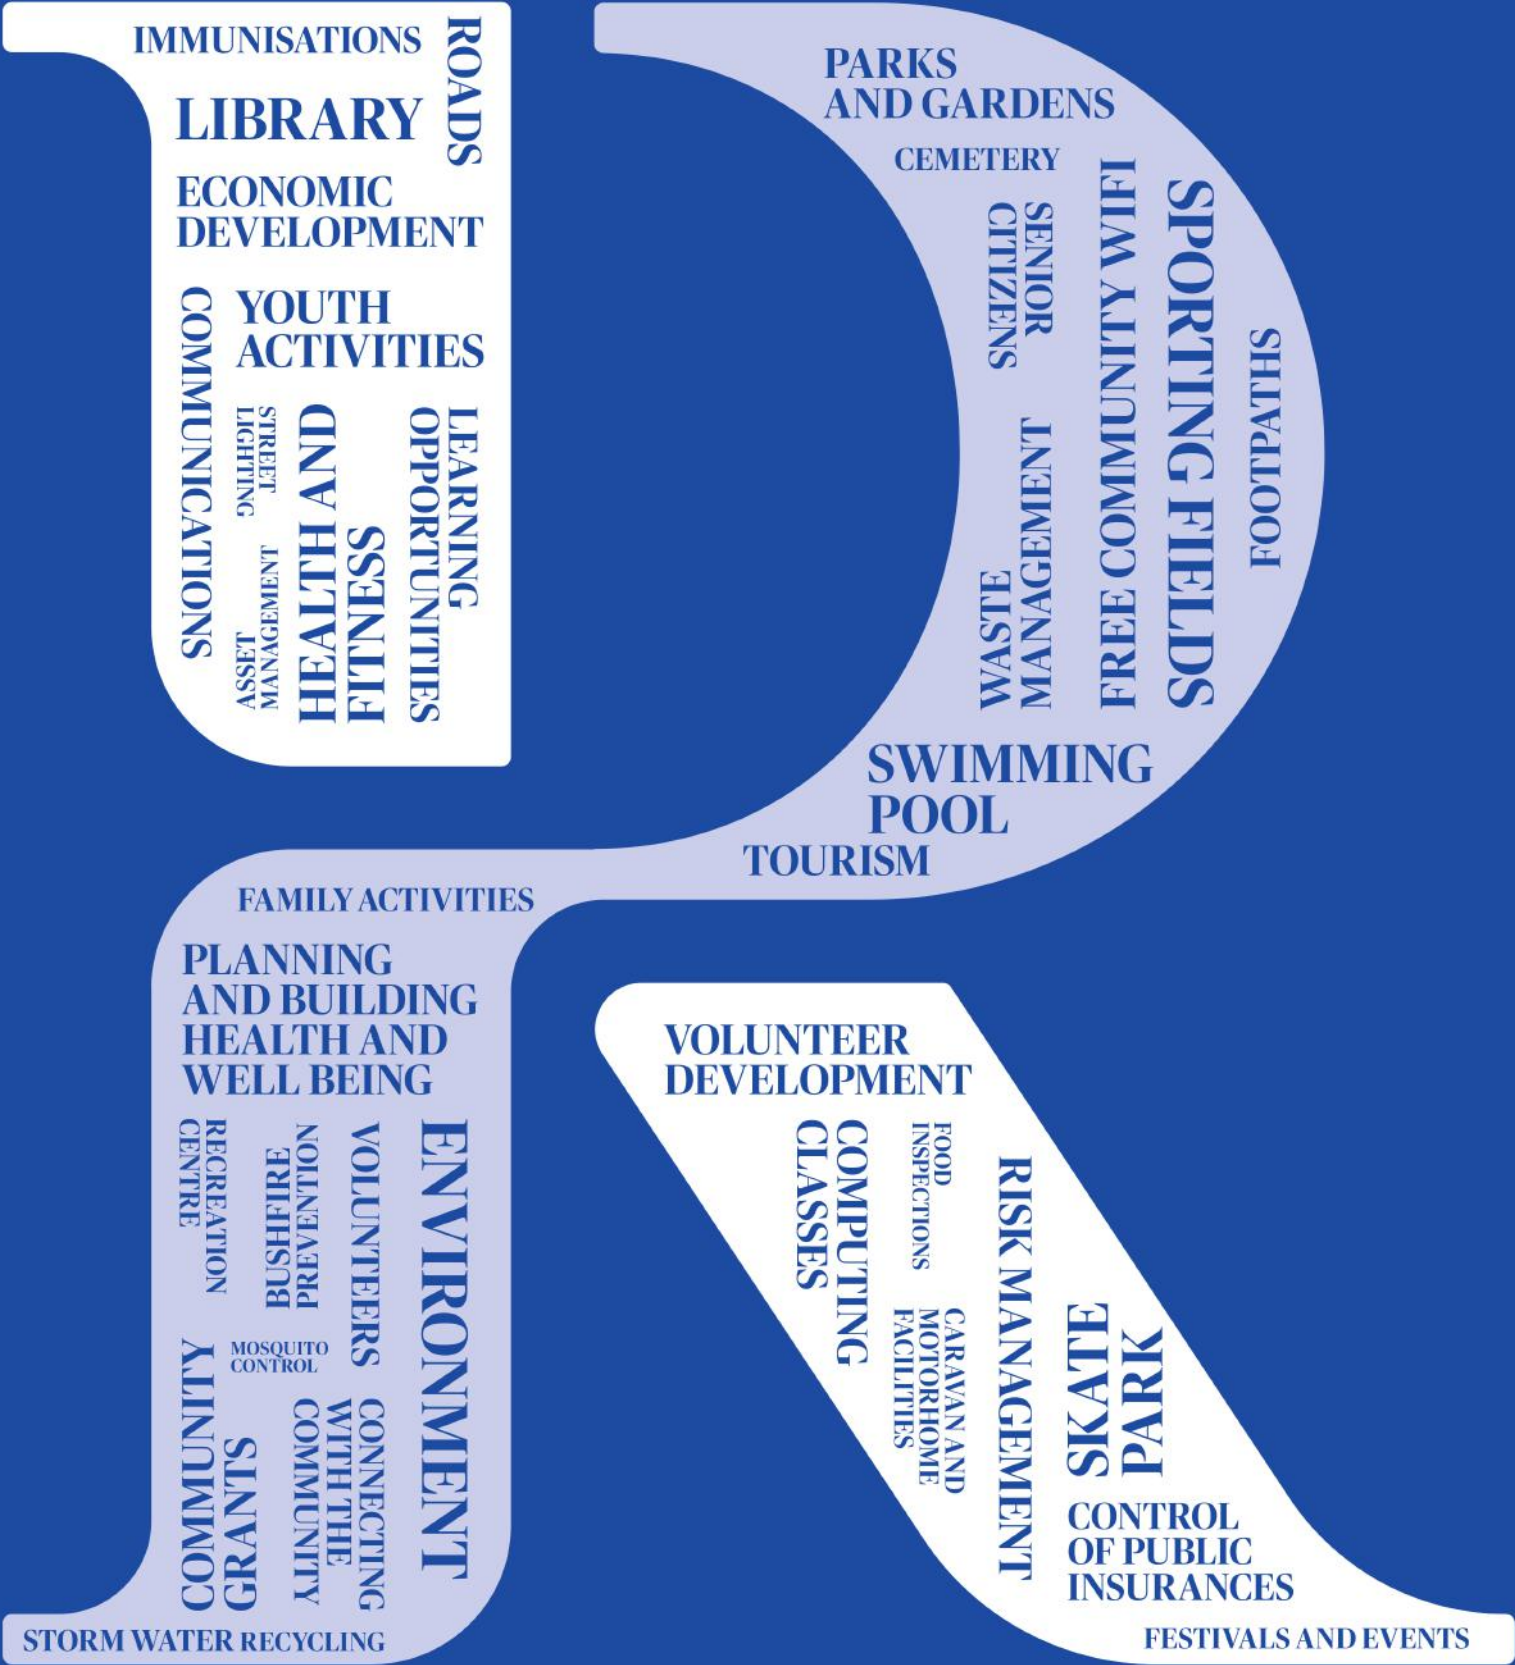 IMMUNISATIONS
ROADS
LIBRARY
ECONOMIC
DEVELOPMENT
COMMUNICATIONS
YOUTH
ACTIVITIES
STREET
LIGHTING
ASSET
MANAGEMENT
HEALTH AND
FITNESS
LEARNING
OPPORTUNITIES
PARKS
AND GARDENS
CEMETERY
SENIOR
CITIZENS
WASTE
MANAGEMENT
FREE COMMUNITY WIFI
SPORTING FIELDS
FOOTPATHS
SWIMMING
POOL
TOURISM
FAMILY ACTIVITIES
PLANNING
AND BUILDING
HEALTH AND
WELL BEING
RECREATION
CENTRE
BUSHFIRE
PREVENTION
VOLUNTEERS
ENVIRONMENT
MOSQUITO
CONTROL
COMMUNITY
GRANTS
CONNECTING
WITH THE
COMMUNITY
STORM WATER RECYCLING
VOLUNTEER
DEVELOPMENT
COMPUTING
CLASSES
FOOD
INSPECTIONS
CARAVAN AND
MOTORHOME
FACILITIES
RISK MANAGEMENT
SKATE
PARK
CONTROL
OF PUBLIC
INSURANCES
FESTIVALS AND EVENTS